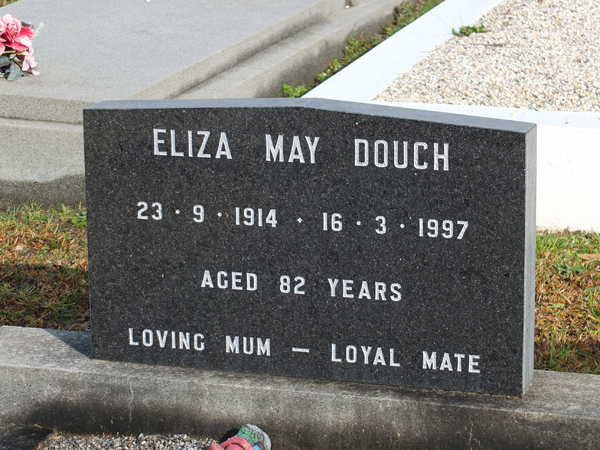 ELIZA MAY DOUCH
23 · 9 · 1914 · 16 · 3 · 1997
AGED 82 YEARS
LOVING MUM – LOYAL MATE